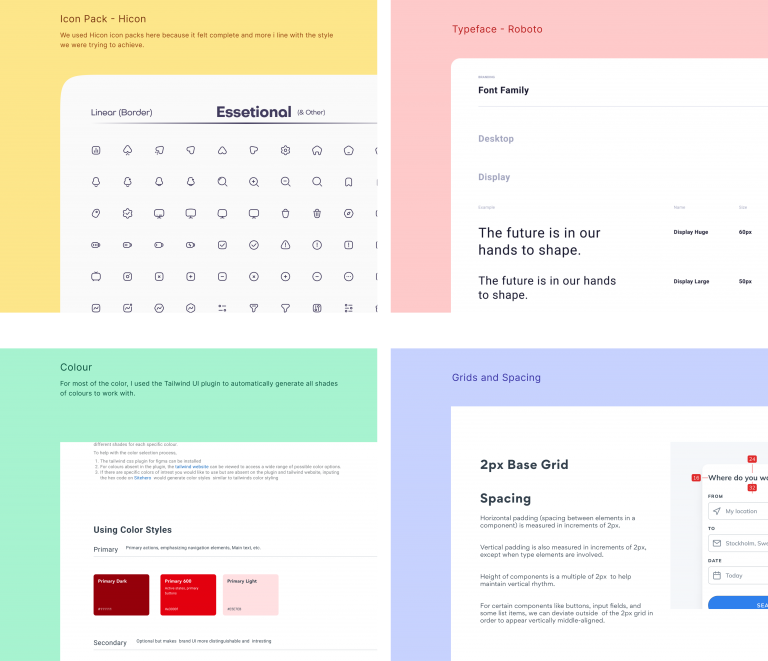 Icon Pack - Hicon
We used Hicon icon packs here because it felt complete and more i line with the style
we were trying to achieve.
Linear (Border)
Essetional
(& Other)
Typeface - Roboto
Font Family
Desktop
Display
Example
Name
Size
The future is in our
hands to shape.
Display Huge
60px
The future is in our hands
to shape.
Display Large
50px
Colour
For most of the color, I used the Tailwind UI plugin to automatically generate all shades
of colours to work with.
different shades for each specific colour
To help with the color selection process,
1. The tailwind css plugin for figma can be installed
2. For colours absent in the plugin, the tailwind website can be viewed to access a wide range of possible color options.
3. If there are specific colors of interest you would like to use but are absent on the plugin and tailwind website, inputing
the hex code on Sitehere would generate color styles similar to tailwinds color styling
Using Color Styles
Primary
Primary actions, emphasizing navigation elements, Main text, etc.
Primary Dark
Primary 600
Active states, primary
buttons
Primary Light
Secondary
Optional but makes brand UI more distinguishable and intresting
Grids and Spacing
2px Base Grid
Spacing
Horizontal padding (spacing between elements in a
component) is measured in increments of 2px.
Vertical padding is also measured in increments of 2px,
except when type elements are involved.
Height of components is a multiple of 2px to help
maintain vertical rhythm.
For certain components like buttons, input fields, and
some list items, we can deviate outside of the 2px grid in
order to appear vertically middle-aligned.
24
16
Where do you wa
32
FROM
My location
TO
Stockholm, Swe
DATE
Today
SEA